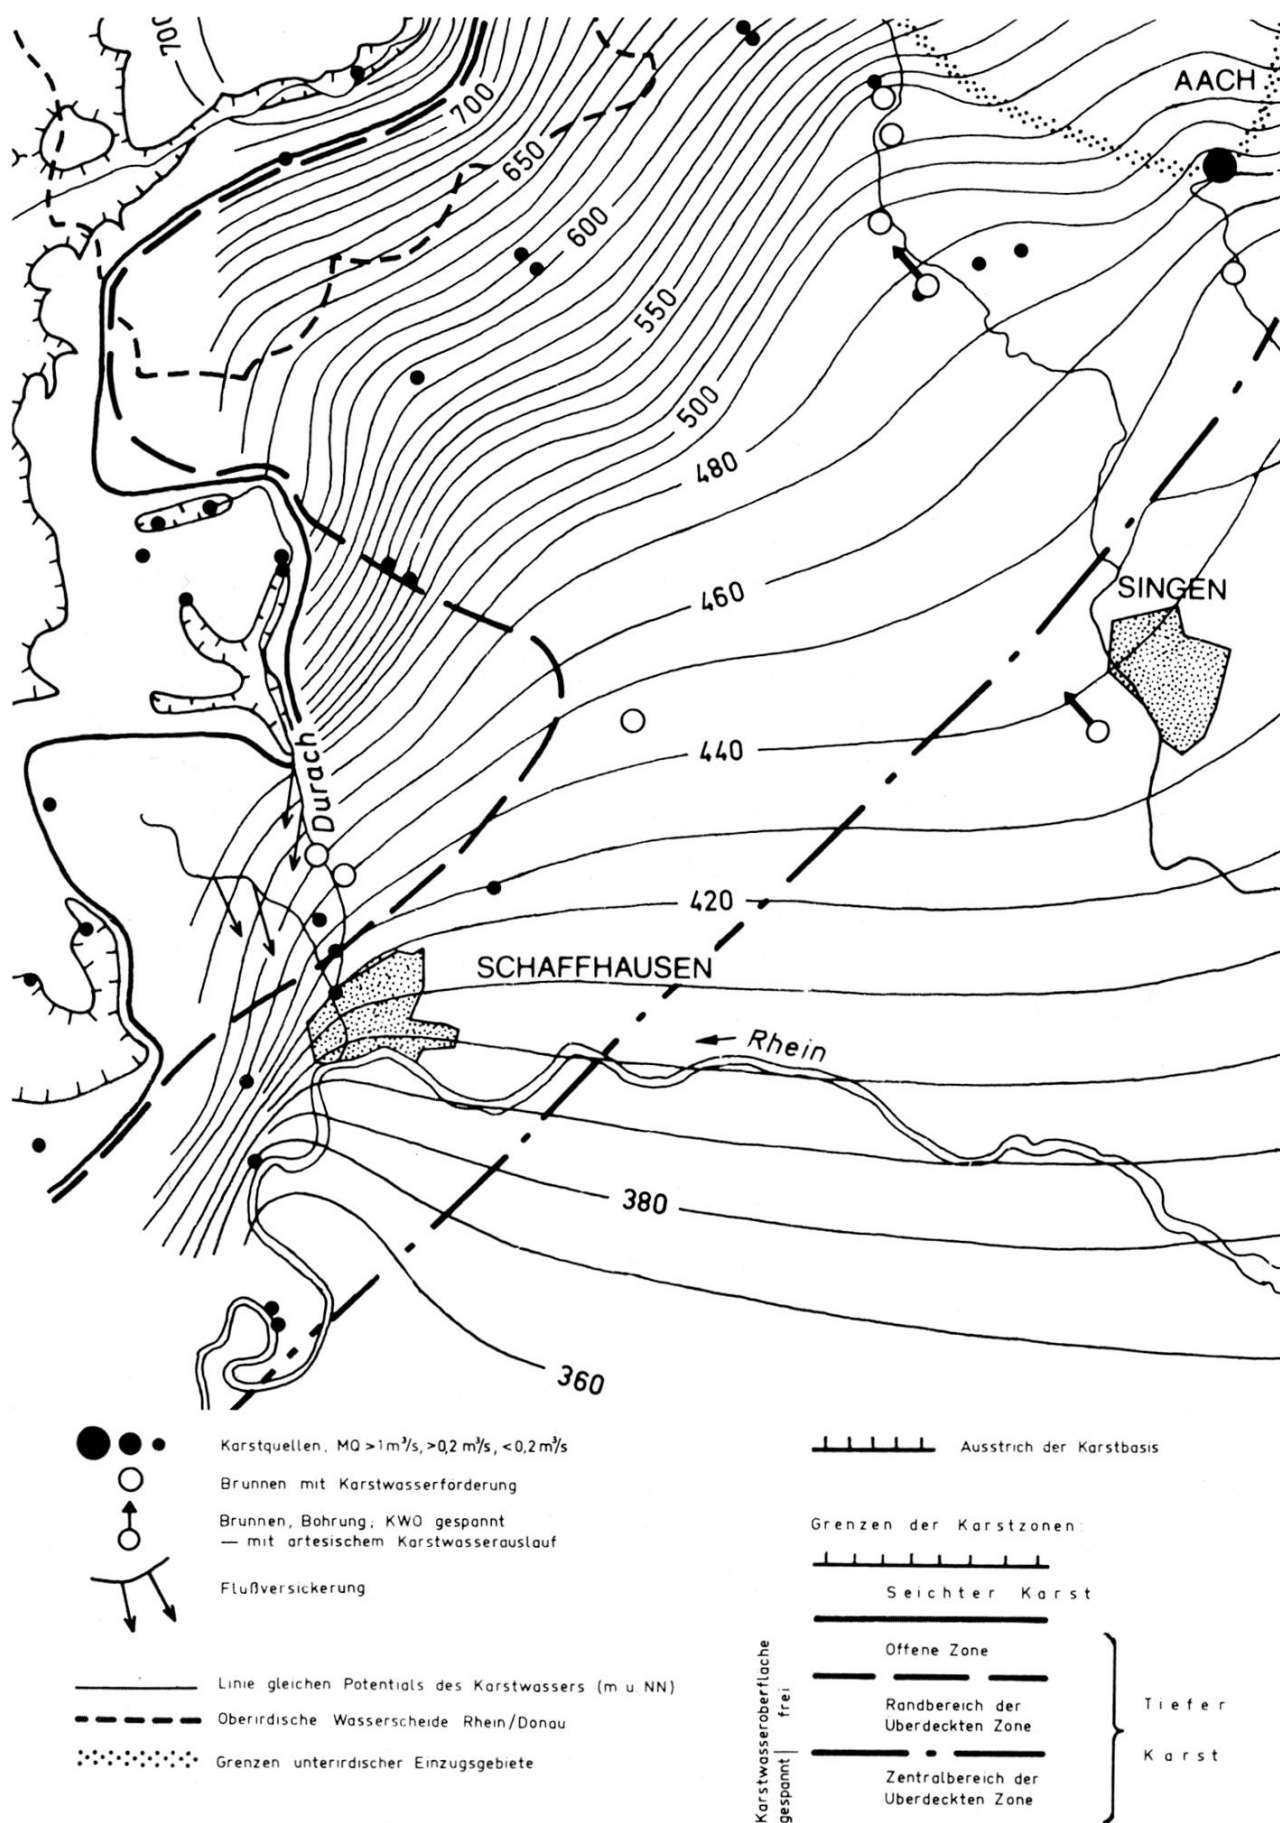 700
AACH
700
650
600
550
500
480
SINGEN
460
Durach
440
420
SCHAFFHAUSEN
Rhein
380
360
Karstquellen, MQ >1m³/s, >0,2 m³/s, <0,2 m³/s
Brunnen mit Karstwasserförderung
Brunnen, Bohrung; KWO gespannt
— mit artesischem Karstwasserauslauf
Flußversickerung
Linie gleichen Potentials des Karstwassers (m ü. NN)
Oberirdische Wasserscheide Rhein/Donau
Grenzen unterirdischer Einzugsgebiete
Ausstrich der Karstbasis
Grenzen der Karstzonen:
Seichter Karst
Offene Zone
Randbereich der
Überdeckten Zone
Zentralbereich der
Überdeckten Zone
Karstwasseroberfläche
gespannt | frei
Tiefer
Karst